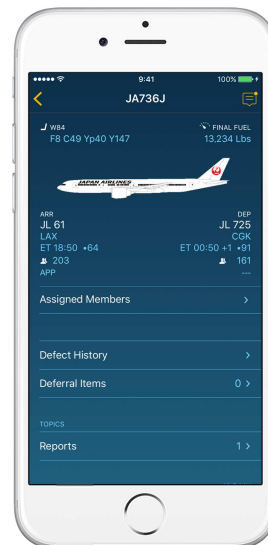 9:41
100%
JA736J
W84
FINAL FUEL
F8 C49 Yp40 Y147
13,234 Lbs
JAPAN AIRLINES
ARR
DEP
JL 61
JL 725
LAX
CGK
ET 18:50 •64
ET 00:50 +1 •91
203
161
APP
---
Assigned Members
Defect History
Deferral Items
0
TOPICS
Reports
1